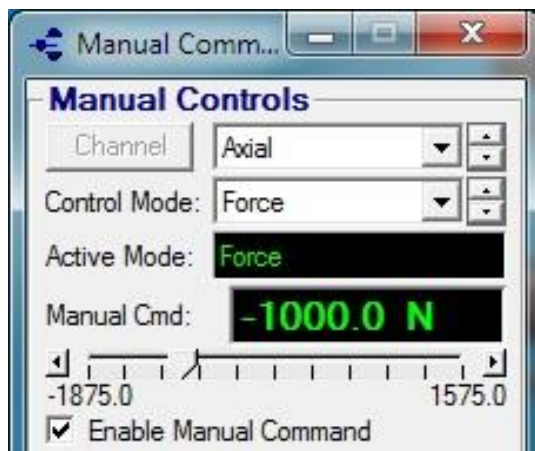 Manual Comm...
Manual Controls
Channel Axial
Control Mode: Force
Active Mode: Force
Manual Cmd: -1000.0 N
-1875.0 1575.0
Enable Manual Command